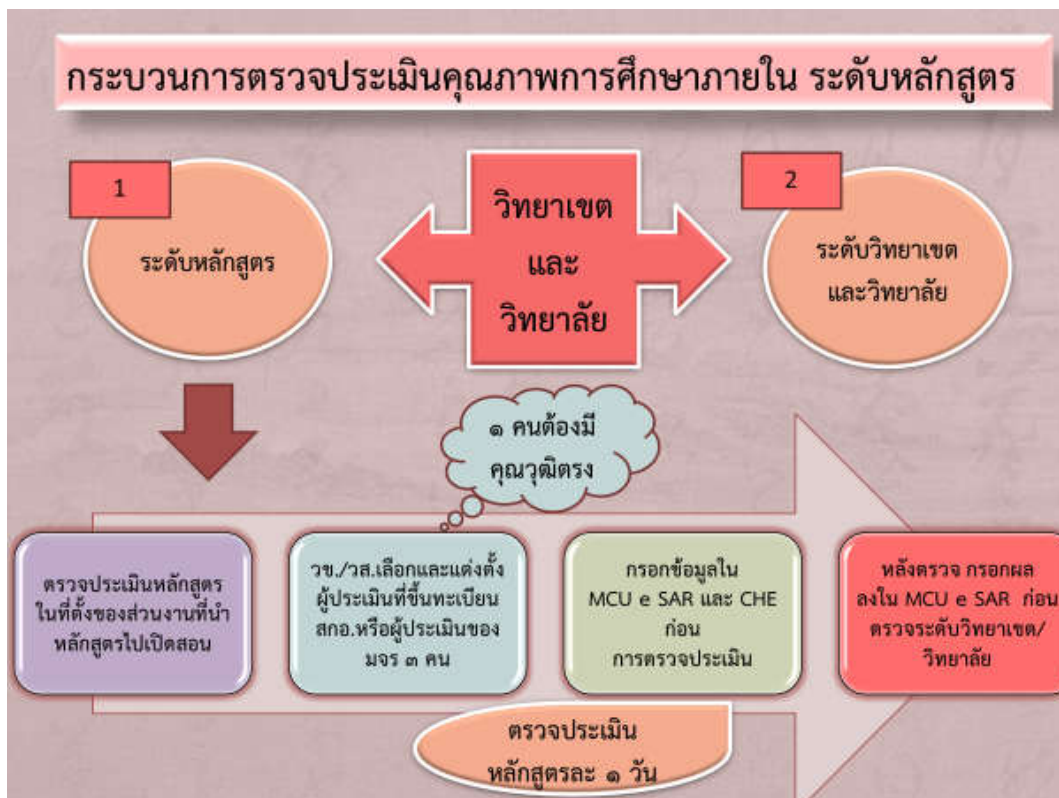 กระบวนการตรวจประเมินคุณภาพการศึกษาภายใน ระดับหลักสูตร
1
ระดับหลักสูตร
วิทยาเขต
และ
วิทยาลัย
2
ระดับวิทยาเขต
และวิทยาลัย
๑ คนต้องมี
คุณวุฒิตรง
ตรวจประเมินหลักสูตร
ในที่ตั้งของส่วนงานที่นำ
หลักสูตรไปเปิดสอน
วข./วส.เลือกและแต่งตั้ง
ผู้ประเมินที่ขึ้นทะเบียน
สกอ.หรือผู้ประเมินของ
มจร ๓ คน
กรอกข้อมูลใน
MCU e SAR และ CHE
ก่อน
การตรวจประเมิน
หลังตรวจ กรอกผล
ลงใน MCU e SAR ก่อน
ตรวจระดับวิทยาเขต/
วิทยาลัย
ตรวจประเมิน
หลักสูตรละ ๑ วัน